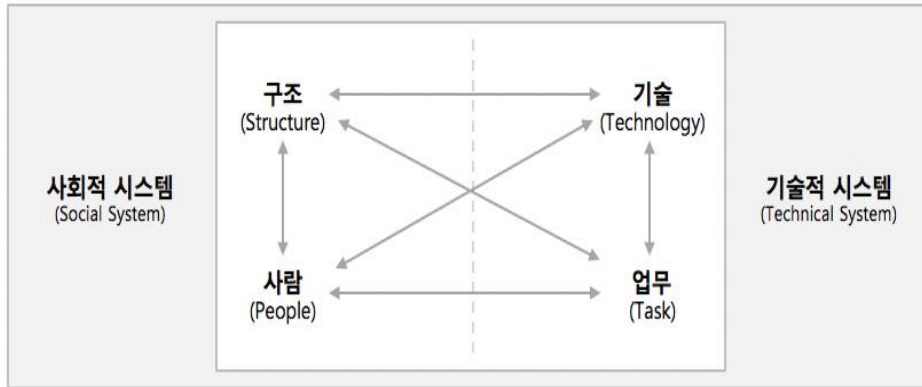 구조
(Structure)
기술
(Technology)
사회적 시스템
(Social System)
기술적 시스템
(Technical System)
사람
(People)
업무
(Task)